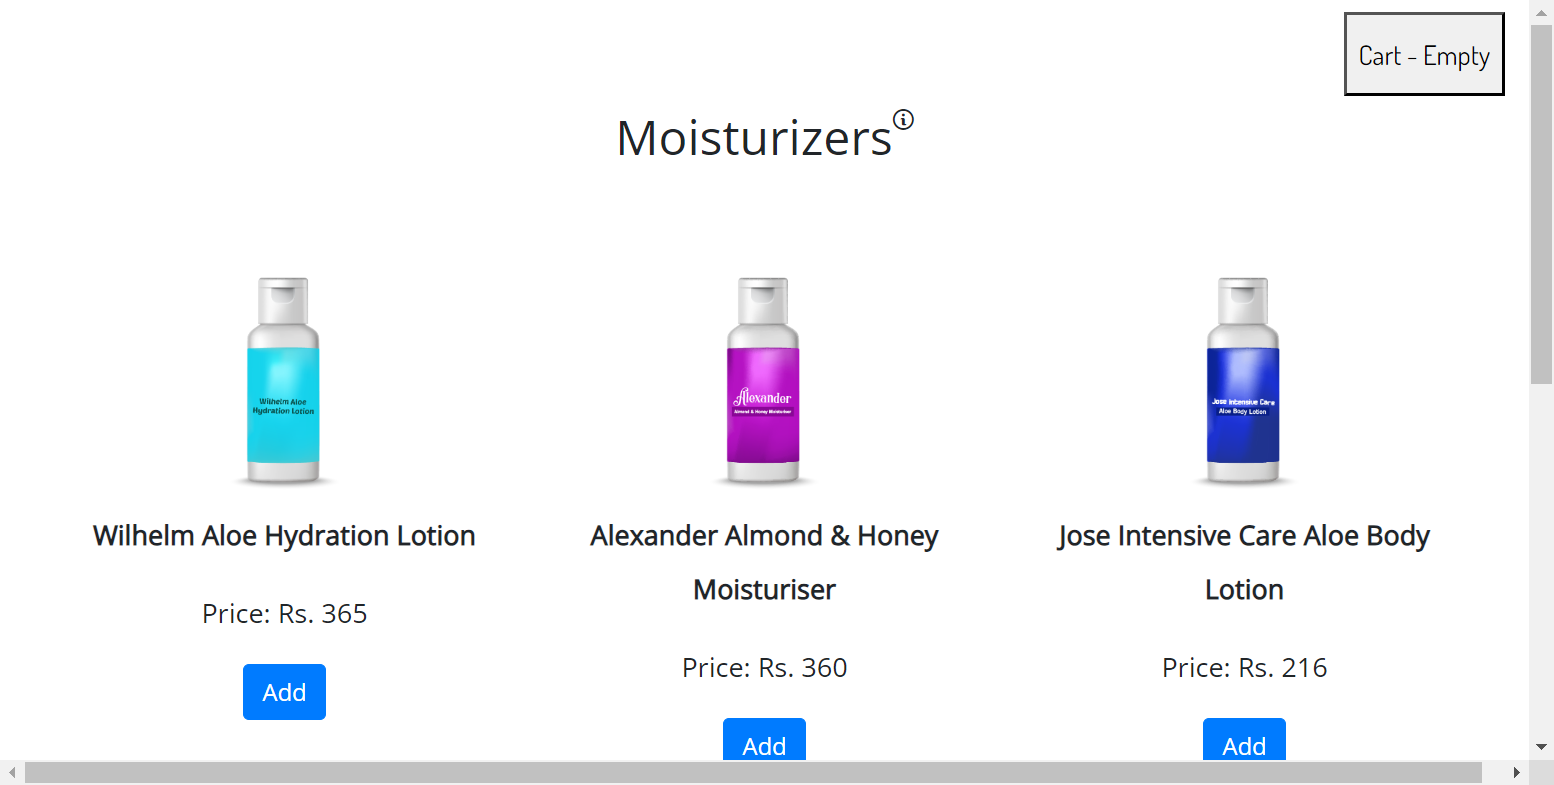 Cart - Empty
Moisturizers
Wilhelm Aloe
Hydration Lotion
Alexander
Almond & Honey Moisturiser
Jose Intensive Care
Aloe Body Lotion
Wilhelm Aloe Hydration Lotion
Alexander Almond & Honey
Moisturiser
Jose Intensive Care Aloe Body
Lotion
Price: Rs. 365
Price: Rs. 360
Price: Rs. 216
Add
Add
Add